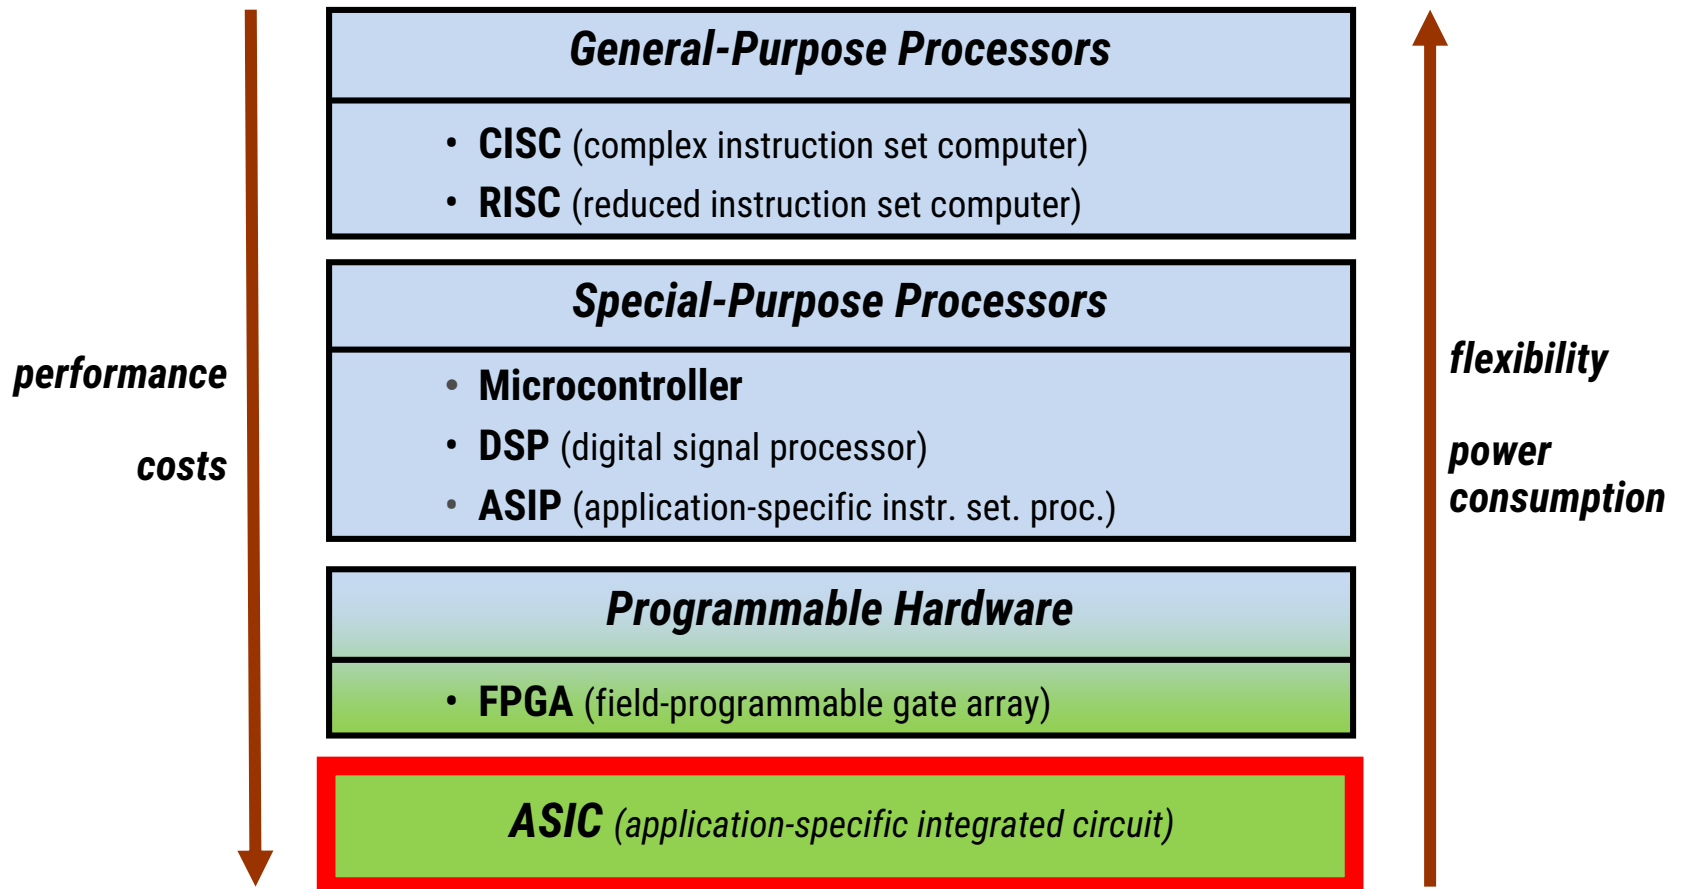 General-Purpose Processors
• CISC (complex instruction set computer)
• RISC (reduced instruction set computer)
Special-Purpose Processors
• Microcontroller
• DSP (digital signal processor)
• ASIP (application-specific instr. set. proc.)
Programmable Hardware
• FPGA (field-programmable gate array)
ASIC (application-specific integrated circuit)
performance
costs
flexibility
power
consumption